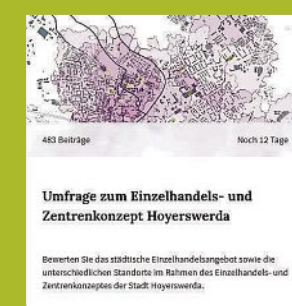 483 Beiträge Noch 12 Tage
Umfrage zum Einzelhandels- und
Zentrenkonzept Hoyerswerda
Bewerten Sie das städtische Einzelhandelsangebot sowie die
unterschiedlichen Standorte im Rahmen des Einzelhandels- und
Zentrenkonzeptes der Stadt Hoyerswerda.